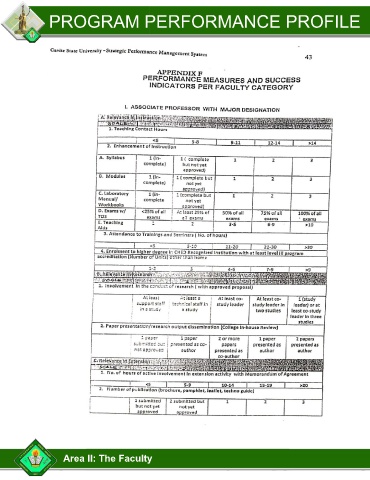 PROGRAM PERFORMANCE PROFILE
Cavite State University - Strategic Performance Management System
43
APPENDIX F
PERFORMANCE MEASURES AND SUCCESS
INDICATORS PER FACULTY CATEGORY
I. ASSOCIATE PROFESSOR WITH MAJOR DESIGNATION
A. Relevance of Instruction
1. Teaching Contact Hours
<5 5-8 9-11 12-14 >14
2. Enhancement of Instruction
A. Syllabus 1 (in-complete) 1 ( complete but not yet approved) 1 2 3
B. Modules 1 (in-complete) 1 ( complete but not yet approved) 1 2 3
C. Laboratory Manual/ Workbooks 1 (in-complete) 1 (complete but not yet approved) 1 2 3
D. Exams w/ TOS <25% of all exams At least 25% of all exams 50% of all exams 75% of all exams 100% of all exams
E. Teaching Aids 1 2 3-5 6-9 >10
3. Attendance to Trainings and Seminars ( No. of hours)
<5 5-10 11-20 21-30 >30
4. Enrolment to higher degree in CHED Recognized institution with at least level II program
accreditation (Number of Units) other than home
1-2 3 4-6 7-9 >9
1. Involvement in the conduct of research ( with approved proposal)
At least support staff in a study At least a technical staff in a study At least co-study leader At least co-study leader in two studies 1 (study leader) or at least co-study leader in three studies
2. Paper presentation/research output dissemination (College In-house Review)
1 paper submitted but not approved 1 paper presented as co-author 2 or more papers presented as co-author 1 paper presented as author 2 papers presented as author
C. Relevance in Extension
1. No. of hours of active involvement in extension activity with Memorandum of Agreement
<5 5-9 10-14 15-19 >20
2. Number of publication (brochure, pamphlet, leaflet, techno guide)
1 submitted but not yet approved 1 submitted but not yet approved 1 2 3
Area II: The Faculty